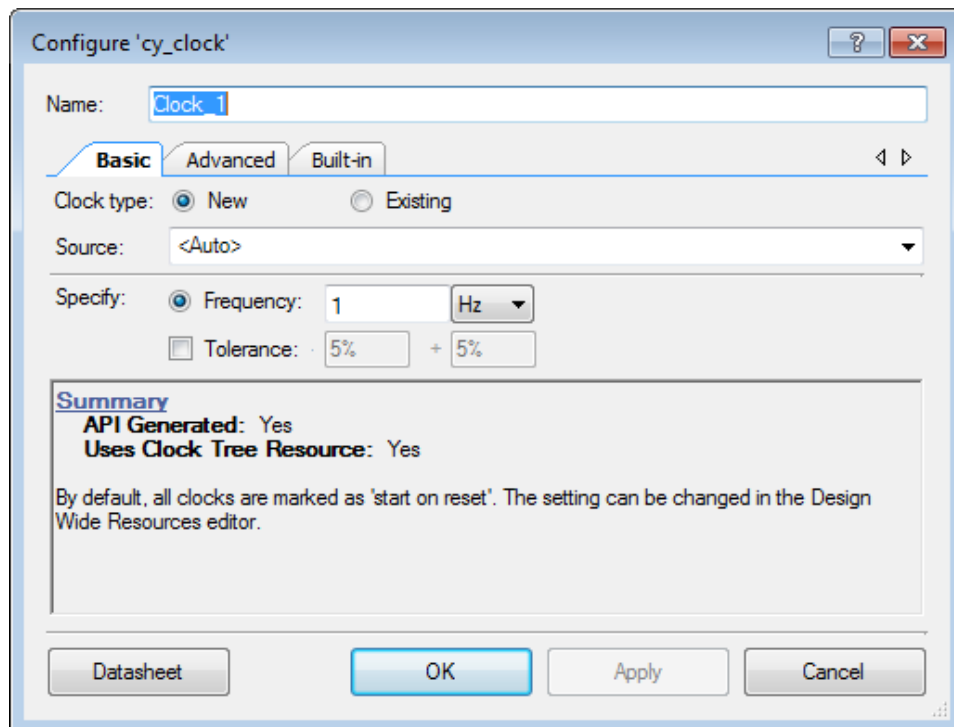 Configure 'cy_clock'
Name: Clock_1
Basic Advanced Built-in
Clock type: New Existing
Source: <Auto>
Specify: Frequency: 1 Hz
Tolerance: - 5% + 5%
Summary
API Generated: Yes
Uses Clock Tree Resource: Yes
By default, all clocks are marked as 'start on reset'. The setting can be changed in the Design
Wide Resources editor.
Datasheet OK Apply Cancel